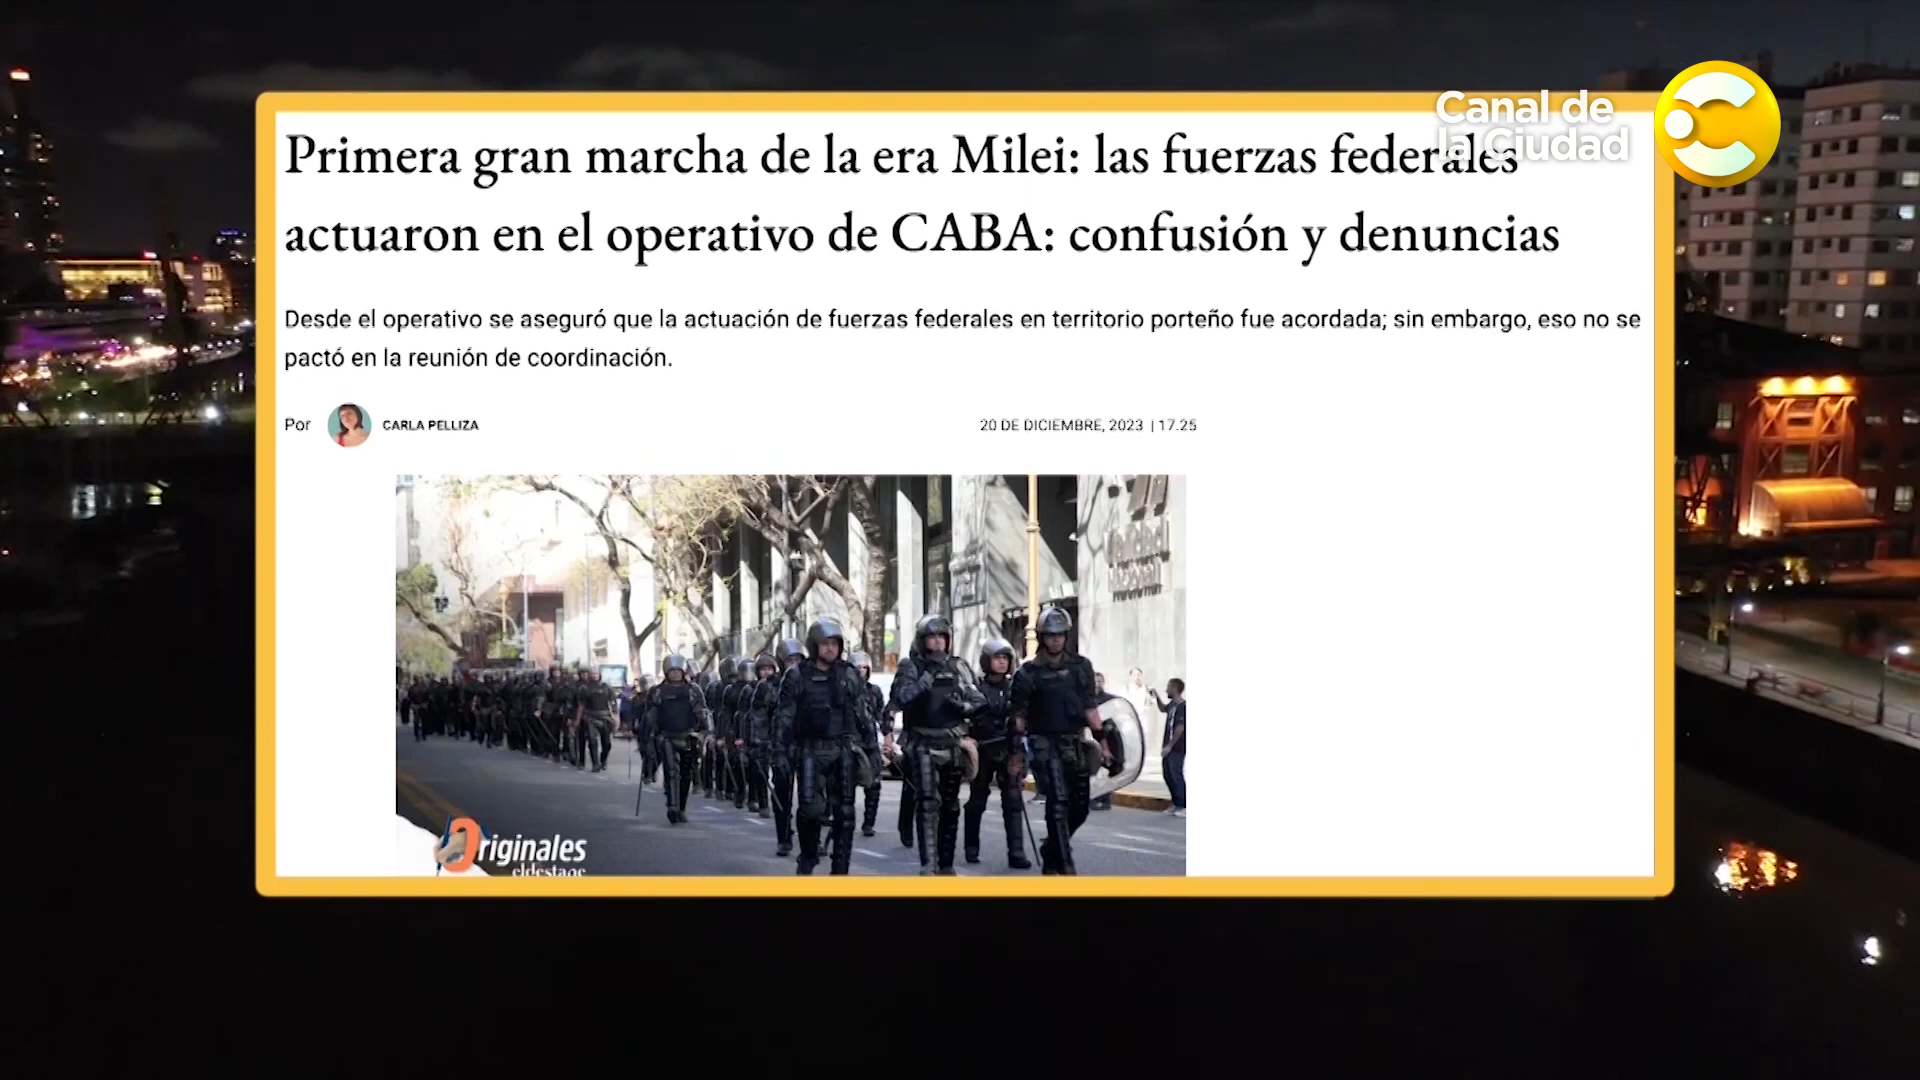 Canal de
la Ciudad
Primera gran marcha de la era Milei: las fuerzas federales
actuaron en el operativo de CABA: confusión y denuncias
Desde el operativo se aseguró que la actuación de fuerzas federales en territorio porteño fue acordada; sin embargo, eso no se
pactó en la reunión de coordinación.
Por CARLA PELLIZA 20 DE DICIEMBRE, 2023 | 17.25
Originales
eldestape